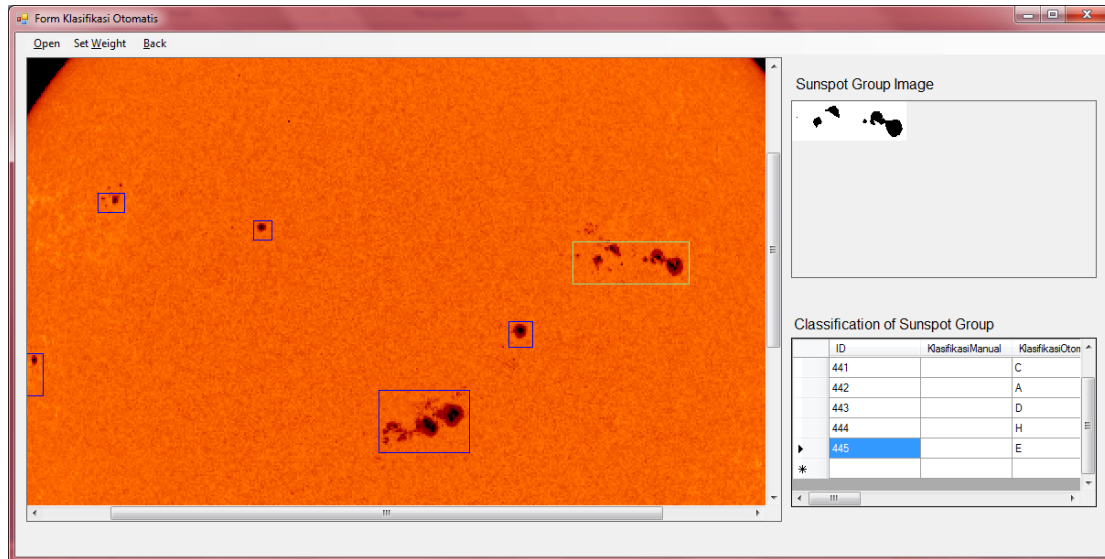 Form Klasifikasi Otomatis
Open Set Weight Back
Sunspot Group Image
Classification of Sunspot Group
ID KlasifikasiManual KlasifikasiOtom
441 C
442 A
443 D
444 H
445 E